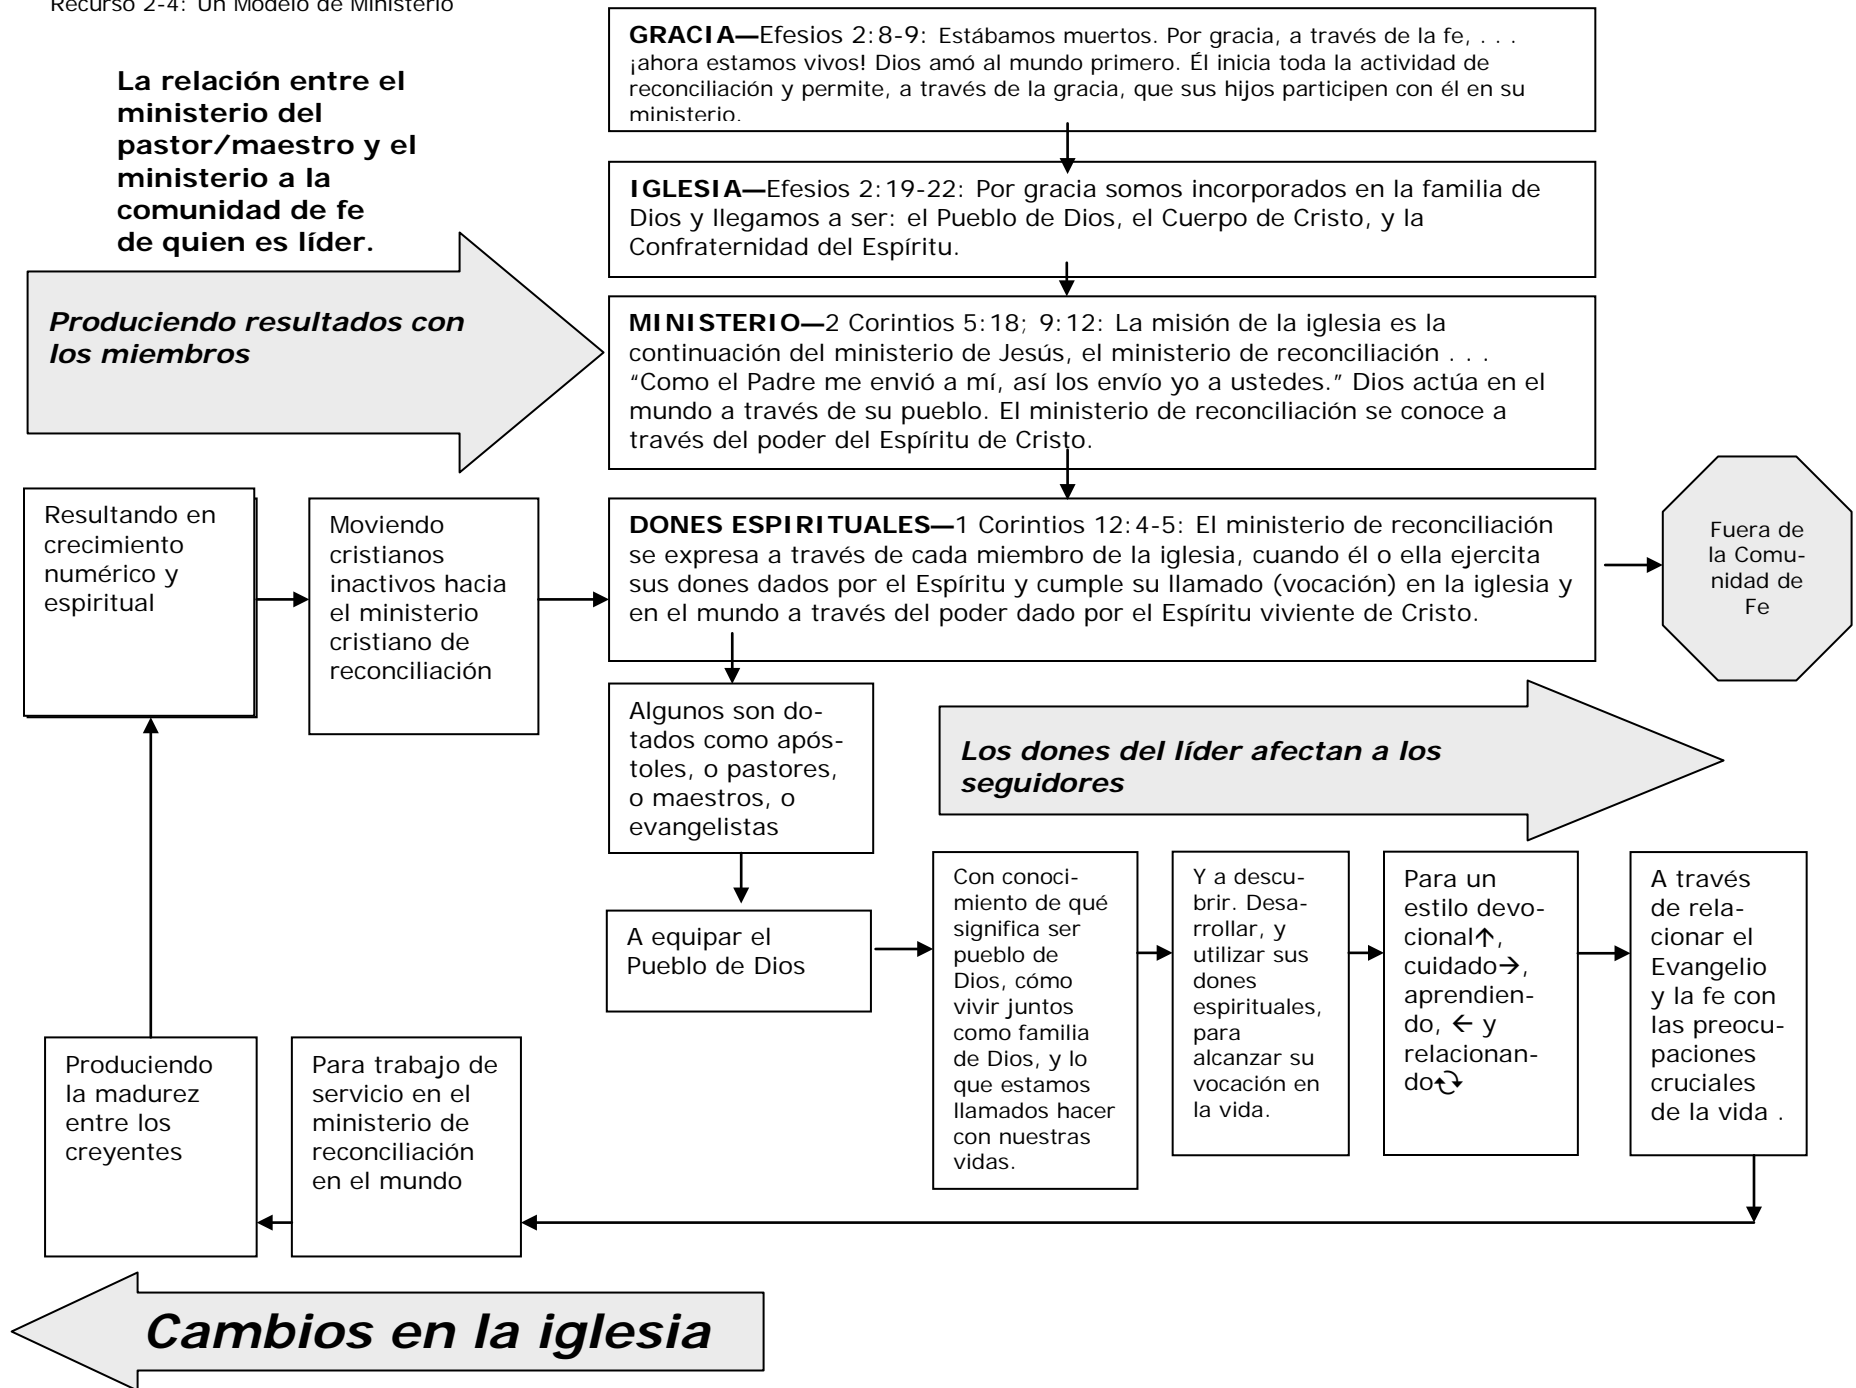 Recurso 2-4: Un Modelo de Ministerio
La relación entre el
ministerio del
pastor/maestro y el
ministerio a la
comunidad de fe
de quien es líder.
GRACIA—Efesios 2:8-9: Estábamos muertos. Por gracia, a través de la fe, . . .
¡ahora estamos vivos! Dios amó al mundo primero. Él inicia toda la actividad de
reconciliación y permite, a través de la gracia, que sus hijos participen con él en su
ministerio.
IGLESIA—Efesios 2:19-22: Por gracia somos incorporados en la familia de
Dios y llegamos a ser: el Pueblo de Dios, el Cuerpo de Cristo, y la
Confraternidad del Espíritu.
Produciendo resultados con
los miembros
MINISTERIO—2 Corintios 5:18; 9:12: La misión de la iglesia es la
continuación del ministerio de Jesús, el ministerio de reconciliación . . .
“Como el Padre me envió a mí, así los envío yo a ustedes.” Dios actúa en el
mundo a través de su pueblo. El ministerio de reconciliación se conoce a
través del poder del Espíritu de Cristo.
Resultando en
crecimiento
numérico y
espiritual
Moviendo
cristianos
inactivos hacia
el ministerio
cristiano de
reconciliación
DONES ESPIRITUALES—1 Corintios 12:4-5: El ministerio de reconciliación
se expresa a través de cada miembro de la iglesia, cuando él o ella ejercita
sus dones dados por el Espíritu y cumple su llamado (vocación) en la iglesia y
en el mundo a través del poder dado por el Espíritu viviente de Cristo.
Fuera de
la Comu-
nidad de
Fe
Algunos son do-
tados como após-
toles, o pastores,
o maestros, o
evangelistas
Los dones del líder afectan a los
seguidores
A equipar el
Pueblo de Dios
Con conoci-
miento de qué
significa ser
pueblo de
Dios, cómo
vivir juntos
como familia
de Dios, y lo
que estamos
llamados hacer
con nuestras
vidas.
Y a descu-
brir. Desa-
rrollar, y
utilizar sus
dones
espirituales,
para
alcanzar su
vocación en
la vida.
Para un
estilo devo-
cional↑,
cuidado→,
aprendien-
do, ← y
relacionan-
do🗘
A través
de rela-
cionar el
Evangelio
y la fe con
las preocu-
paciones
cruciales
de la vida .
Produciendo
la madurez
entre los
creyentes
Para trabajo de
servicio en el
ministerio de
reconciliación
en el mundo
Cambios en la iglesia